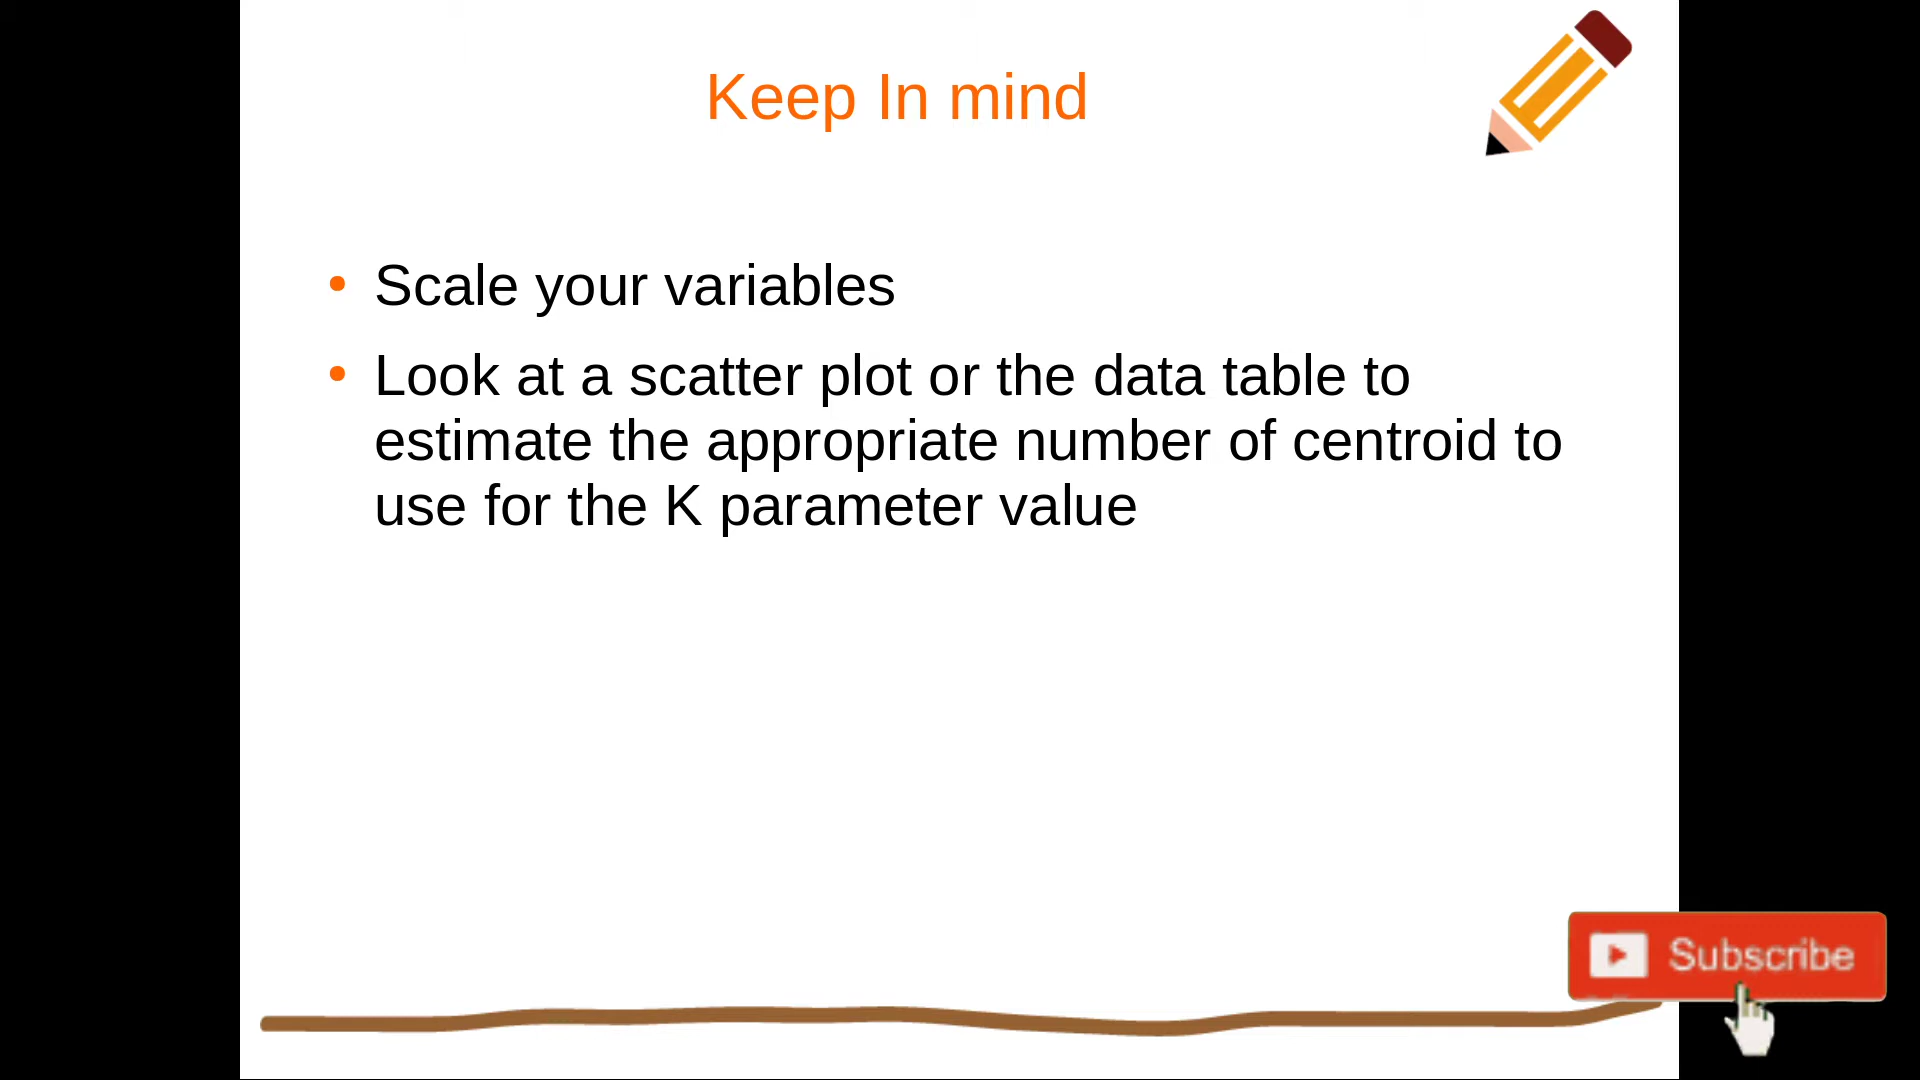 Keep In mind
• Scale your variables
• Look at a scatter plot or the data table to
estimate the appropriate number of centroid to
use for the K parameter value
Subscribe